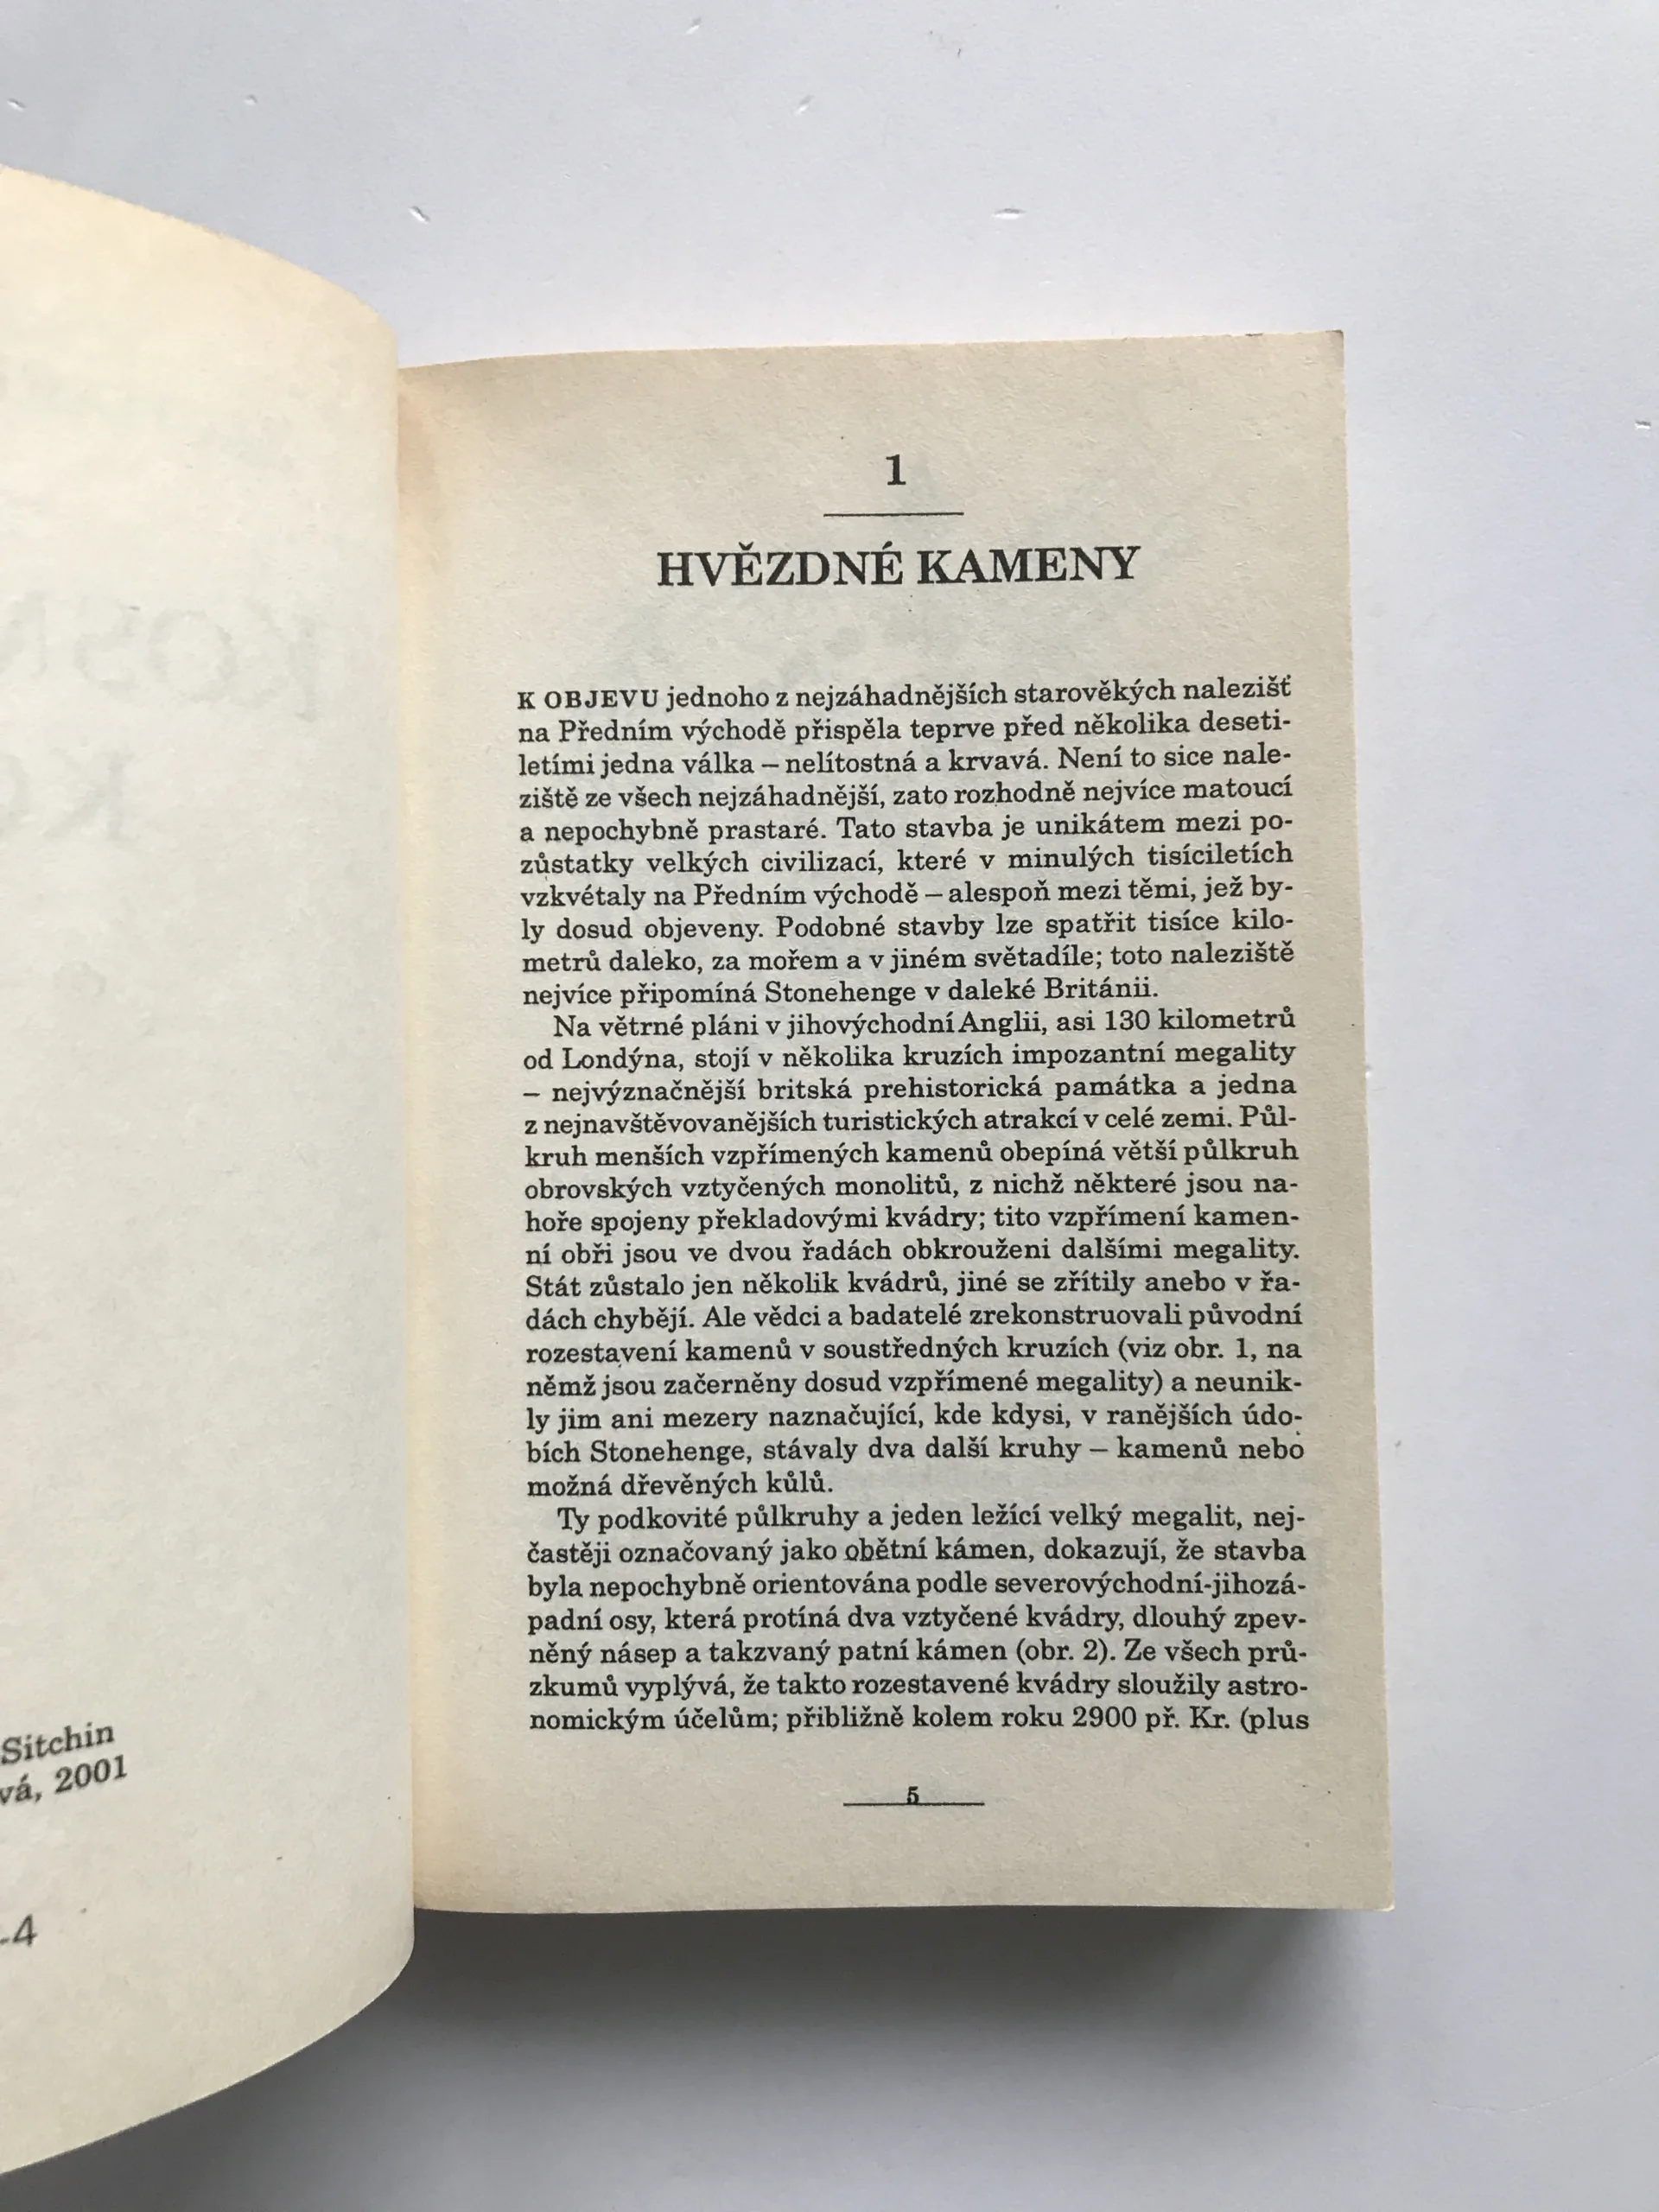 Sitchin
vá, 2001
-4
1
HVĚZDNÉ KAMENY
K OBJEVU jednoho z nejzáhadnějších starověkých nalezišť
na Předním východě přispěla teprve před několika deseti-
letími jedna válka – nelítostná a krvavá. Není to sice nale-
ziště ze všech nejzáhadnější, zato rozhodně nejvíce matoucí
a nepochybně prastaré. Tato stavba je unikátem mezi po-
zůstatky velkých civilizací, které v minulých tisíciletích
vzkvétaly na Předním východě – alespoň mezi těmi, jež by-
ly dosud objeveny. Podobné stavby lze spatřit tisíce kilo-
metrů daleko, za mořem a v jiném světadíle; toto naleziště
nejvíce připomíná Stonehenge v daleké Británii.
Na větrné pláni v jihovýchodní Anglii, asi 130 kilometrů
od Londýna, stojí v několika kruzích impozantní megality
– nejvýznačnější britská prehistorická památka a jedna
z nejnavštěvovanějších turistických atrakcí v celé zemi. Půl-
kruh menších vzpřímených kamenů obepíná větší půlkruh
obrovských vztyčených monolitů, z nichž některé jsou na-
hoře spojeny překladovými kvádry; tito vzpřímení kamen-
ní obři jsou ve dvou řadách obkrouženi dalšími megality.
Stát zůstalo jen několik kvádrů, jiné se zřítily anebo v řa-
dách chybějí. Ale vědci a badatelé zrekonstruovali původní
rozestavení kamenů v soustředných kruzích (viz obr. 1, na
němž jsou začerněny dosud vzpřímené megality) a neunik-
ly jim ani mezery naznačující, kde kdysi, v ranějších údo-
bích Stonehenge, stávaly dva další kruhy – kamenů nebo
možná dřevěných kůlů.
Ty podkovité půlkruhy a jeden ležící velký megalit, nej-
častěji označovaný jako obětní kámen, dokazují, že stavba
byla nepochybně orientována podle severovýchodní-jihozá-
padní osy, která protíná dva vztyčené kvádry, dlouhý zpev-
něný násep a takzvaný patní kámen (obr. 2). Ze všech prů-
zkumů vyplývá, že takto rozestavené kvádry sloužily astro-
nomickým účelům; přibližně kolem roku 2900 př. Kr. (plus
5